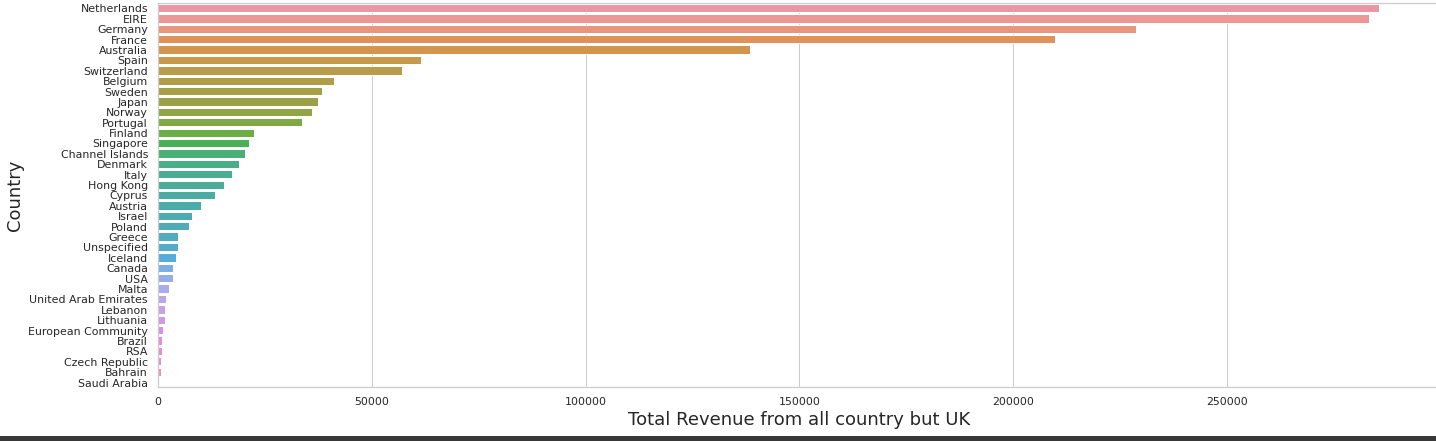 Netherlands
EIRE
Germany
France
Australia
Spain
Switzerland
Belgium
Sweden
Japan
Norway
Portugal
Finland
Singapore
Channel Islands
Denmark
Italy
Hong Kong
Cyprus
Austria
Israel
Poland
Greece
Unspecified
Iceland
Canada
USA
Malta
United Arab Emirates
Lebanon
Lithuania
European Community
Brazil
RSA
Czech Republic
Bahrain
Saudi Arabia
Country
0 50000 100000 150000 200000 250000
Total Revenue from all country but UK